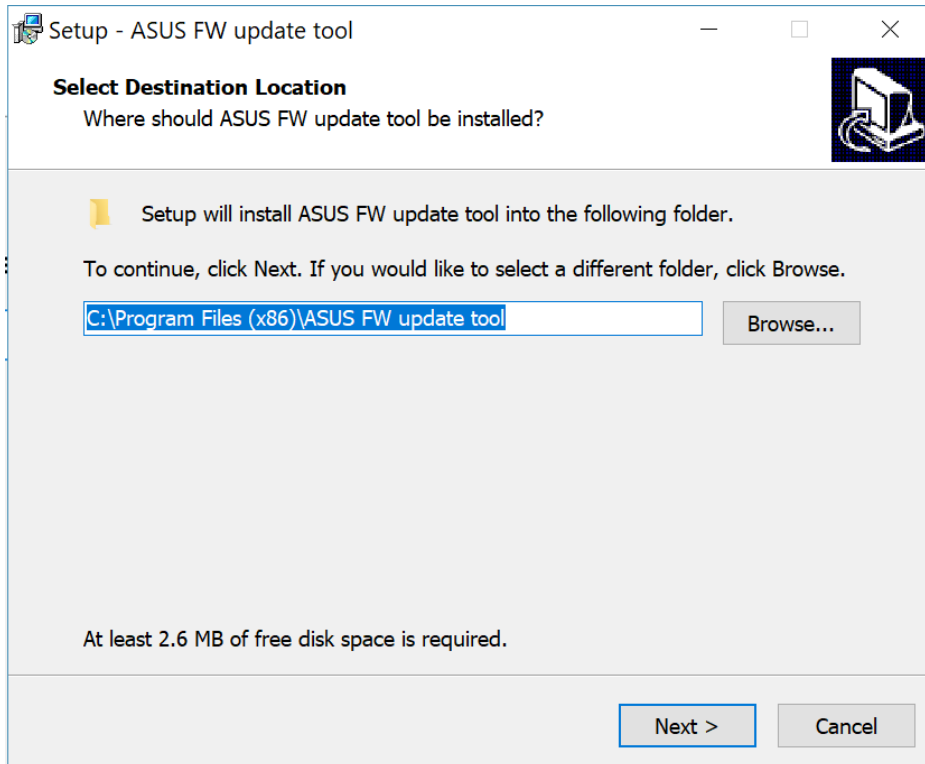 Setup - ASUS FW update tool
Select Destination Location
Where should ASUS FW update tool be installed?
Setup will install ASUS FW update tool into the following folder.
To continue, click Next. If you would like to select a different folder, click Browse.
C:\Program Files (x86)\ASUS FW update tool
Browse...
At least 2.6 MB of free disk space is required.
Next >
Cancel